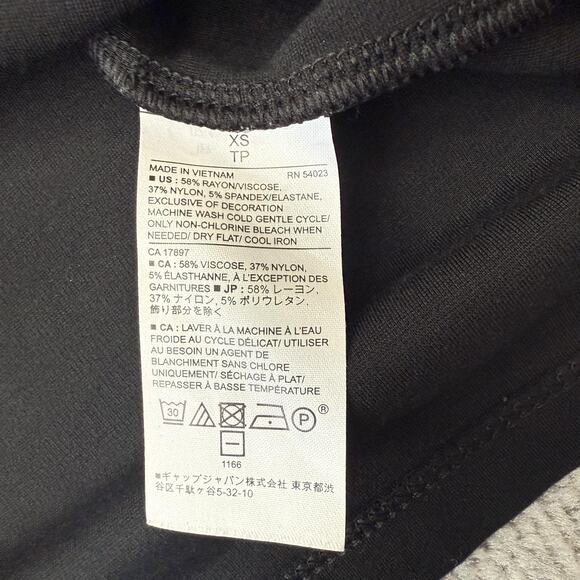 XS
TP
MADE IN VIETNAM RN 54023
■ US : 58% RAYON/VISCOSE,
37% NYLON, 5% SPANDEX/ELASTANE,
EXCLUSIVE OF DECORATION
MACHINE WASH COLD GENTLE CYCLE/
ONLY NON-CHLORINE BLEACH WHEN
NEEDED/ DRY FLAT/ COOL IRON
CA 17897
■ CA : 58% VISCOSE, 37% NYLON,
5% ÉLASTHANNE, À L'EXCEPTION DES
GARNITURES ■ JP : 58% レーヨン,
37% ナイロン, 5% ポリウレタン,
飾り部分を除く
■ CA : LAVER À LA MACHINE À L'EAU
FROIDE AU CYCLE DÉLICAT/ UTILISER
AU BESOIN UN AGENT DE
BLANCHIMENT SANS CHLORE
UNIQUEMENT/ SÉCHAGE À PLAT/
REPASSER À BASSE TEMPÉRATURE
30 P ®
1166
■ギャップジャパン株式会社 東京都渋
谷区千駄ヶ谷5-32-10